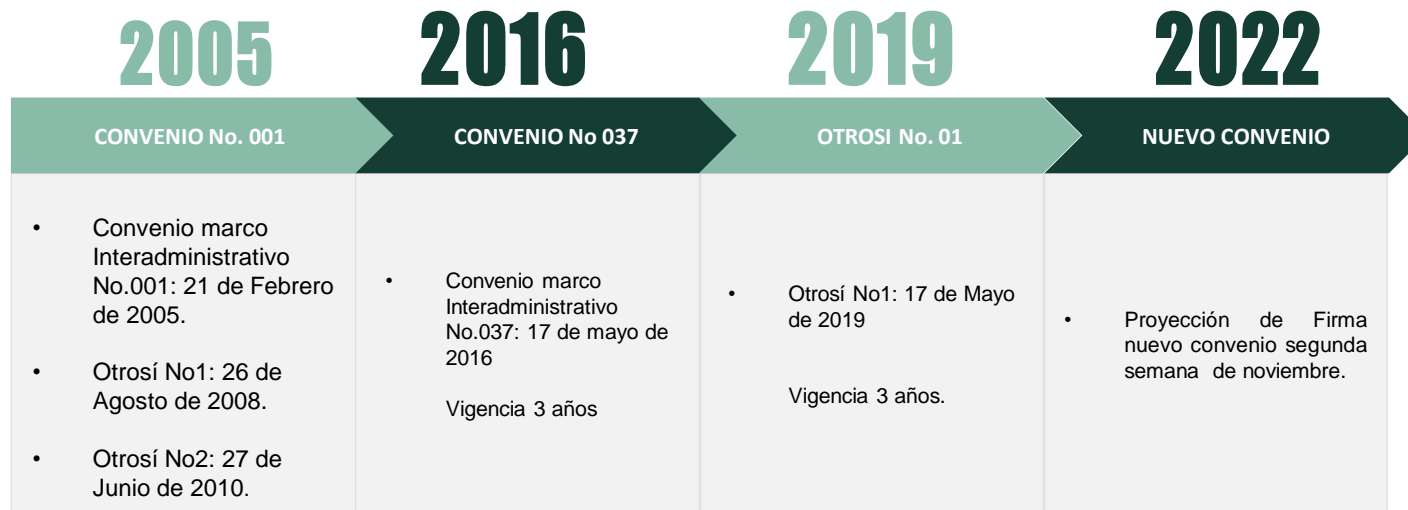 2005
2016
2019
2022
CONVENIO No. 001
CONVENIO No 037
OTROSI No. 01
NUEVO CONVENIO
• Convenio marco
Interadministrativo
No.001: 21 de Febrero
de 2005.
• Otrosí No1: 26 de
Agosto de 2008.
• Otrosí No2: 27 de
Junio de 2010.
• Convenio marco
Interadministrativo
No.037: 17 de mayo de
2016
Vigencia 3 años
• Otrosí No1: 17 de Mayo
de 2019
Vigencia 3 años.
• Proyección de Firma
nuevo convenio segunda
semana de noviembre.